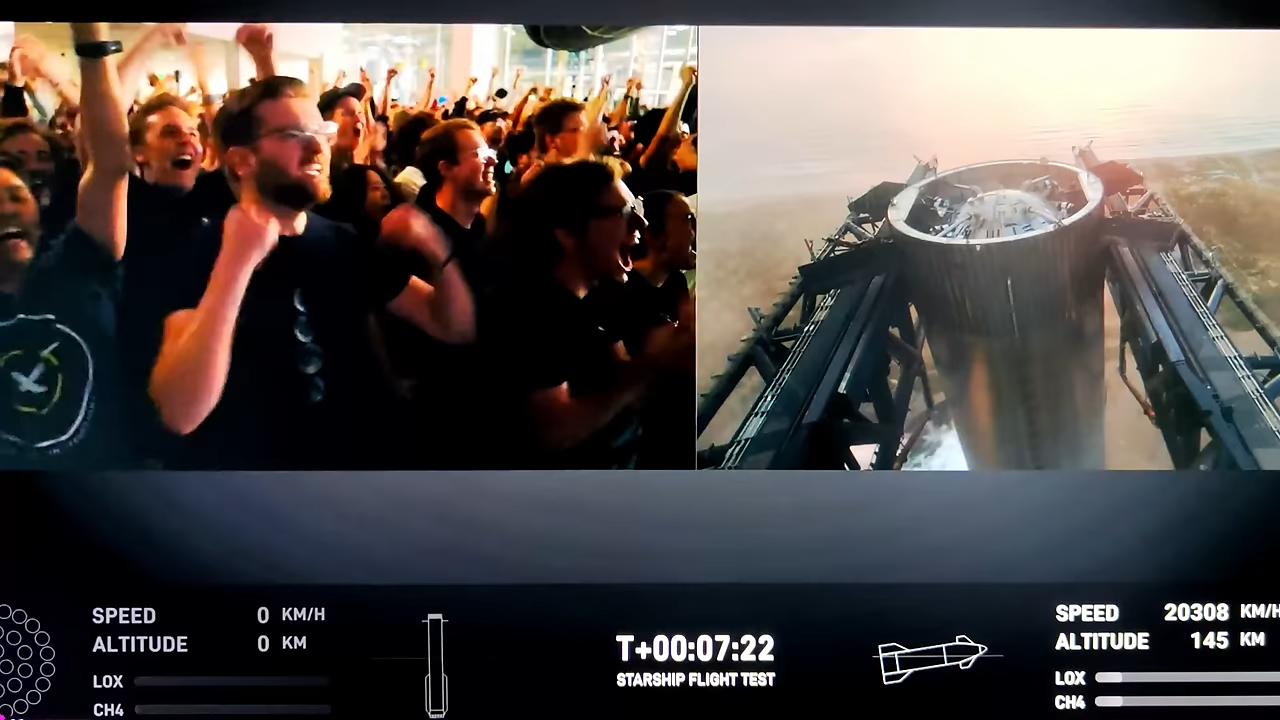 SPEED 0 KM/H
ALTITUDE 0 KM
LOX
CH4
T+00:07:22
STARSHIP FLIGHT TEST
SPEED 20308 KM/H
ALTITUDE 145 KM
LOX
CH4